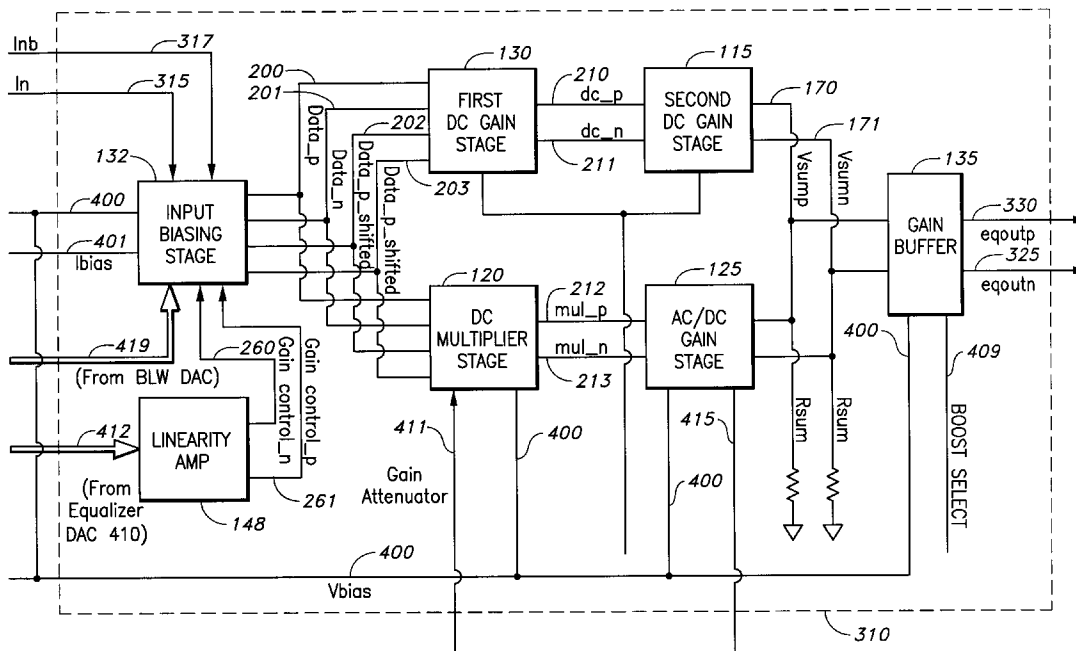 Inb
317
In
315
132
400
INPUT
BIASING
STAGE
401
Ibias
419
(From BLW DAC)
412
LINEARITY
AMP
(From
Equalizer
DAC 410)
148
260
261
Gain control_n
Gain control_p
200
201
202
203
Data_p
Data_n
Data_p_shifted
Data_p_shifted
130
FIRST
DC GAIN
STAGE
210
dc_p
dc_n
211
115
SECOND
DC GAIN
STAGE
170
171
Vsump
Vsumn
135
GAIN
BUFFER
330
eqoutp
325
eqoutn
120
DC
MULTIPLIER
STAGE
212
mul_p
mul_n
213
125
AC/DC
GAIN
STAGE
Rsum
Rsum
411
Gain
Attenuator
400
400
415
400
409
BOOST SELECT
400
Vbias
310